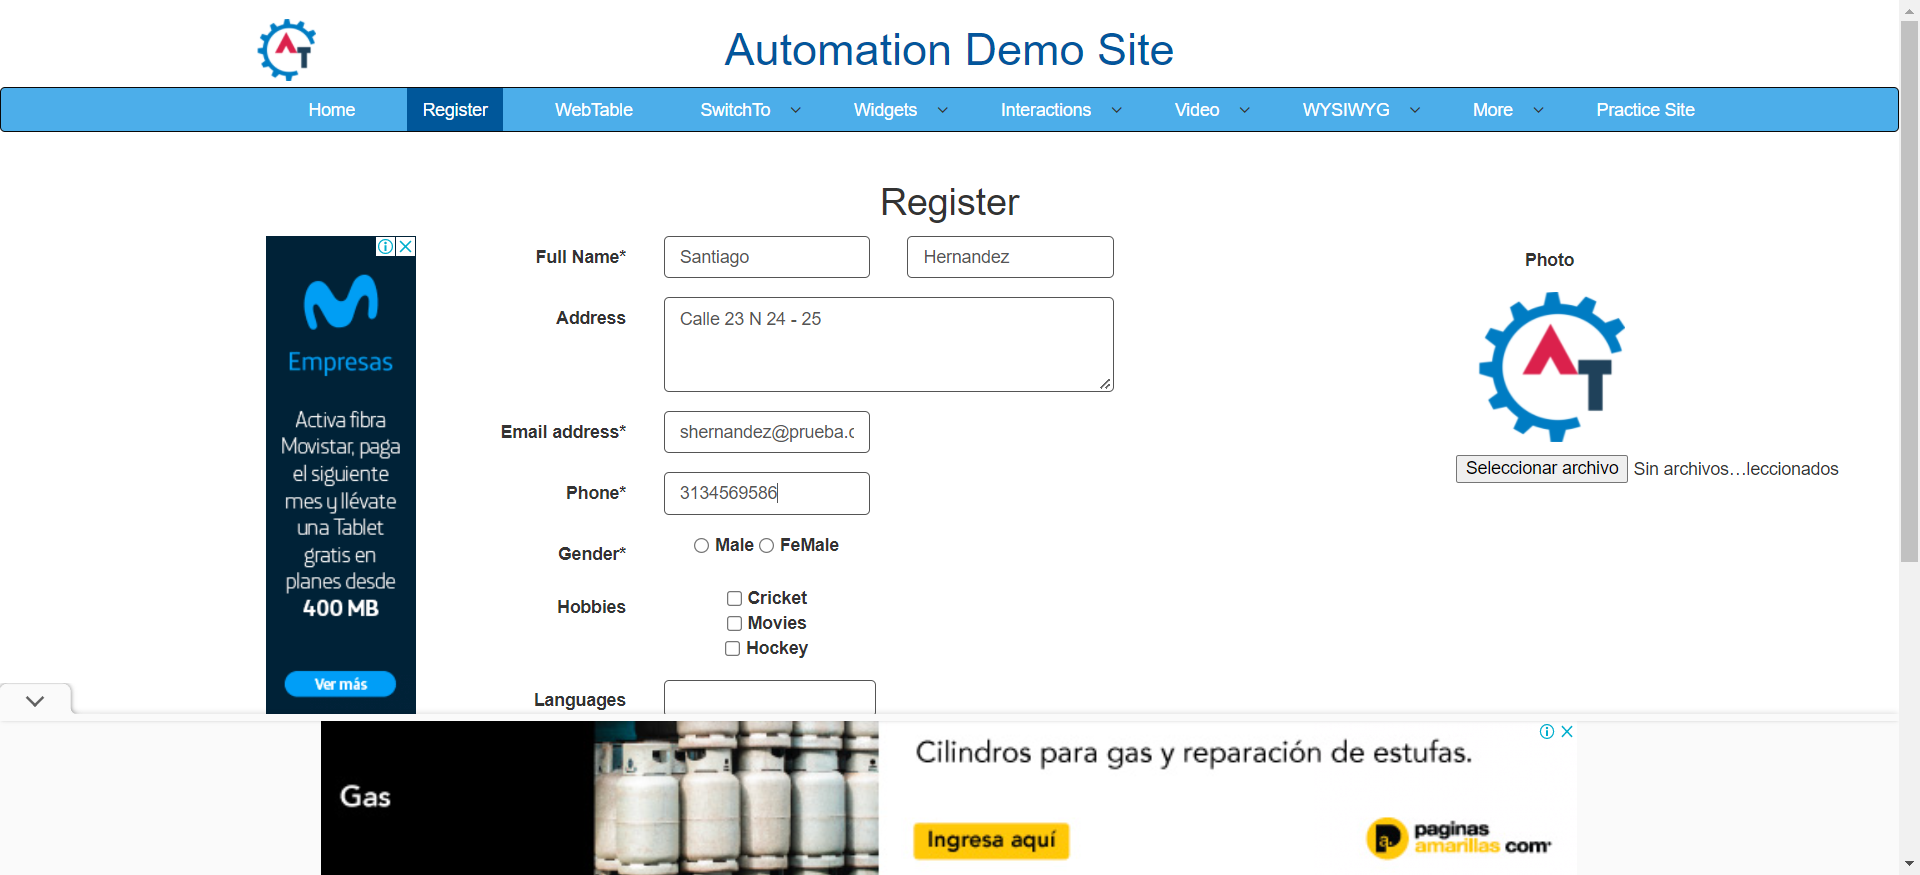 AT
Automation Demo Site
Home Register WebTable SwitchTo Widgets Interactions Video WYSIWYG More Practice Site
Register
Full Name* Santiago Hernandez
Photo
Address Calle 23 N 24 - 25
AT
Email address* shernandez@prueba.c
Seleccionar archivo Sin archivos...leccionados
Phone* 3134569586
Gender* Male FeMale
Hobbies Cricket
Movies
Hockey
Languages
Empresas
Activa fibra
Movistar, paga
el siguiente
mes y llévate
una Tablet
gratis en
planes desde
400 MB
Ver más
Gas
Cilindros para gas y reparación de estufas.
Ingresa aquí
paginas
amarillas com